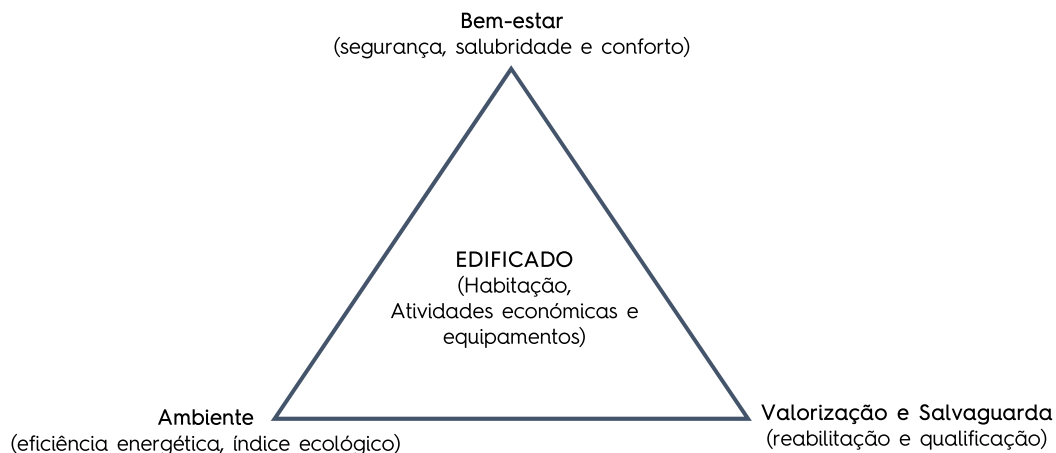 Bem-estar
(segurança, salubridade e conforto)
EDIFICADO
(Habitação,
Atividades económicas e
equipamentos)
Ambiente
(eficiência energética, índice ecológico)
Valorização e Salvaguarda
(reabilitação e qualificação)